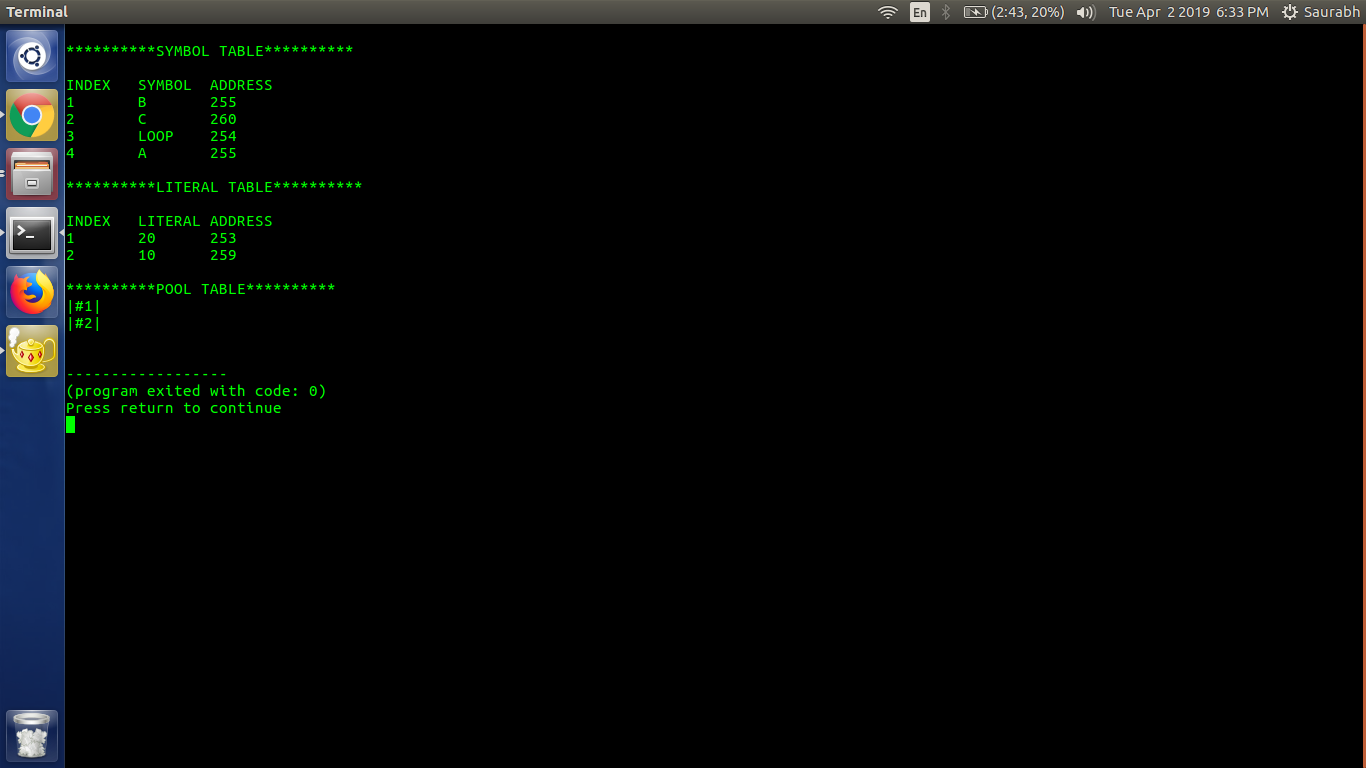 Terminal
En (2:43, 20%) Tue Apr 2 2019 6:33 PM Saurabh
**********SYMBOL TABLE**********
INDEX SYMBOL ADDRESS
1 B 255
2 C 260
3 LOOP 254
4 A 255
**********LITERAL TABLE**********
INDEX LITERAL ADDRESS
1 20 253
2 10 259
**********POOL TABLE**********
|#1|
|#2|
------------------
(program exited with code: 0)
Press return to continue